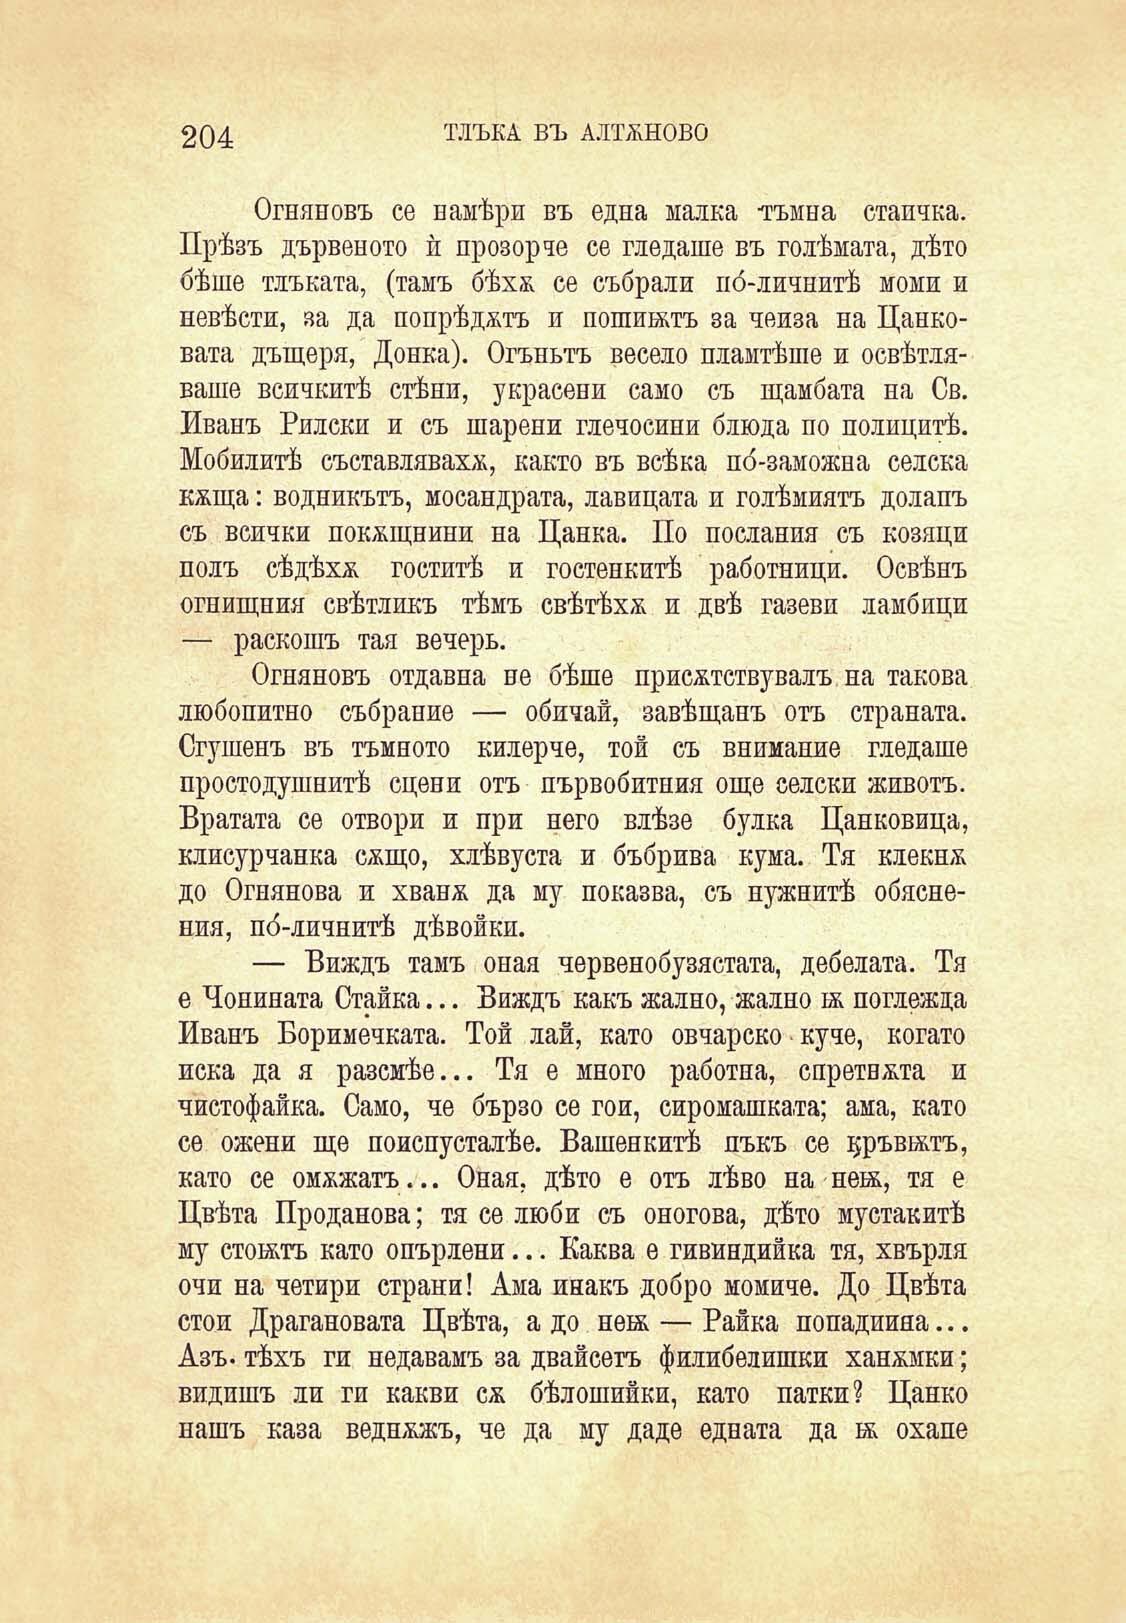 204
ТЛЪКА ВЪ АЛТѪНОВО
Огняновъ се намѣри въ една малка тъмна стаичка.
Прѣзъ дървеното ѝ прозорче се гледаше въ голѣмата, дѣто
бѣше тлъката, (тамъ бѣхѫ се събрали по́-личнитѣ моми и
невѣсти, за да попрѣдѫтъ и пошиѭтъ за чеиза на Цанко-
вата дъщеря, Донка). Огъньтъ весело пламтѣше и освѣтля-
ваше всичкитѣ стѣни, украсени само съ щамбата на Св.
Иванъ Рилски и съ шарени глечосини блюда по полицитѣ.
Мобилитѣ съставлявахѫ, както въ всѣка по́-заможна селска
кѫща: водникътъ, мосандрата, лавицата и голѣмиятъ долапъ
съ всички покѫщнини на Цанка. По послания съ козяци
полъ сѣдѣхѫ гоститѣ и гостенкитѣ работници. Освѣнъ
огнищния свѣтликъ тѣмъ свѣтѣхѫ и двѣ газеви ламбици
— раскошъ тая вечерь.
Огняновъ отдавна не бѣше присѫтствувалъ на такова
любопитно събрание — обичай, завѣщанъ отъ страната.
Сгушенъ въ тъмното килерче, той съ внимание гледаше
простодушнитѣ сцени отъ първобитния още селски животъ.
Вратата се отвори и при него влѣзе булка Цанковица,
клисурчанка сѫщо, хлѣвуста и бъбрива кума. Тя клекнѫ
до Огнянова и хванѫ да му показва, съ нужнитѣ обясне-
ния, по́-личнитѣ дѣвойки.
— Виждъ тамъ оная червенобузястата, дебелата. Тя
е Чонината Стайка... Виждъ какъ жално, жално ѭ поглежда
Иванъ Боримечката. Той лай, като овчарско куче, когато
иска да я разсмѣе... Тя е много работна, спретнѫта и
чистофайка. Само, че бързо се гои, сиромашката; ама, като
се ожени ще поиспусталѣе. Вашенкитѣ пъкъ се кръвѭтъ,
като се омѫжатъ... Оная, дѣто е отъ лѣво на неѭ, тя е
Цвѣта Проданова; тя се люби съ оногова, дѣто мустакитѣ
му стоѭтъ като опърлени... Каква е гивиндийка тя, хвърля
очи на четири страни! Ама инакъ добро момиче. До Цвѣта
стои Драгановата Цвѣта, а до неѭ — Райка попадиина...
Азъ тѣхъ ги недавамъ за двайсетъ филибелишки ханѫмки;
видишъ ли ги какви сѫ бѣлошийки, като патки? Цанко
нашъ каза веднѫжъ, че да му даде едната да ѭ охапе